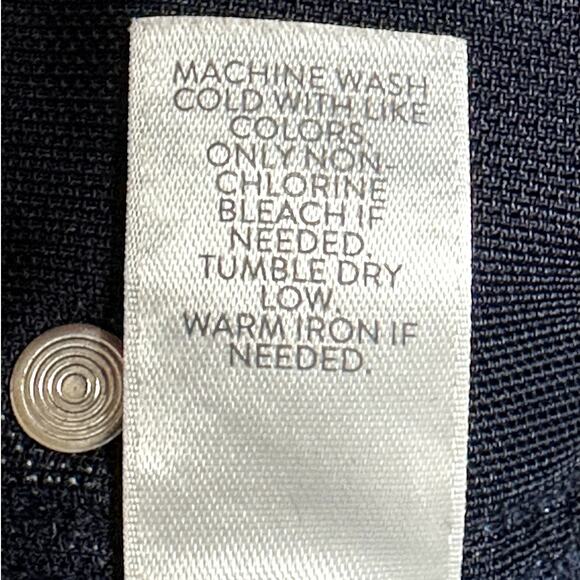 MACHINE WASH
COLD WITH LIKE
COLORS.
ONLY NON-
CHLORINE
BLEACH IF
NEEDED.
TUMBLE DRY
LOW.
WARM IRON IF
NEEDED.